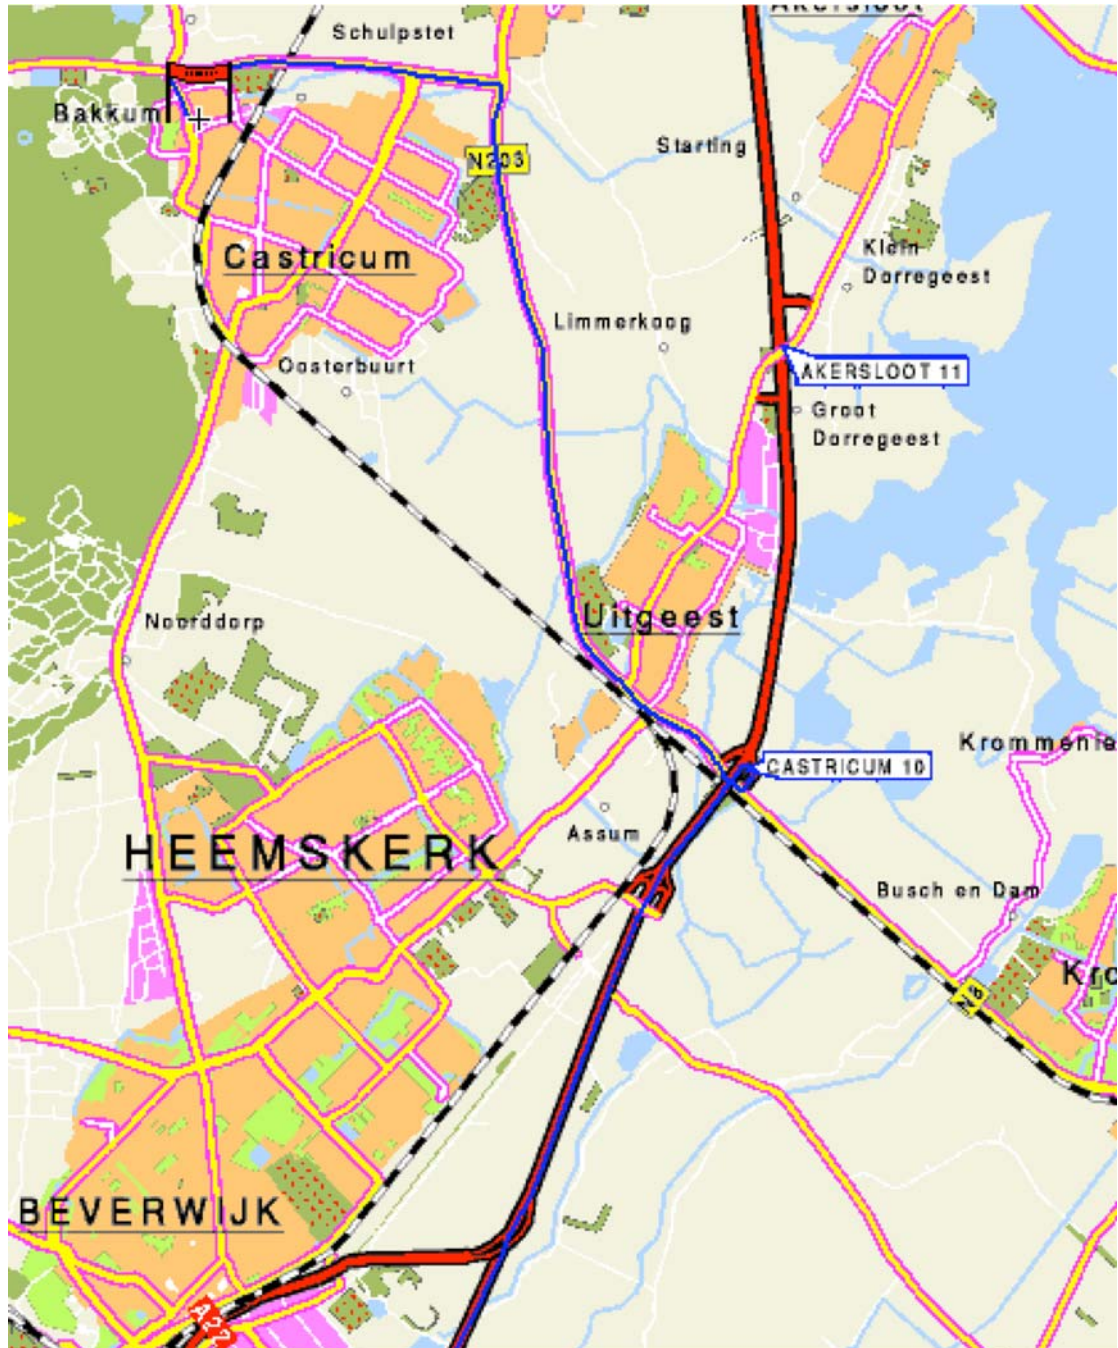 Schulpstet
Bakkum
N203
Starting
Castricum
Klein
Dorregeest
Limmerkoog
Oosterbuurt
AKERSLOOT 11
Groot
Dorregeest
Noorddorp
Uitgeest
Krommenie
CASTRICUM 10
Assum
HEEMSKERK
Busch en Dam
Kro
BEVERWIJK
A22